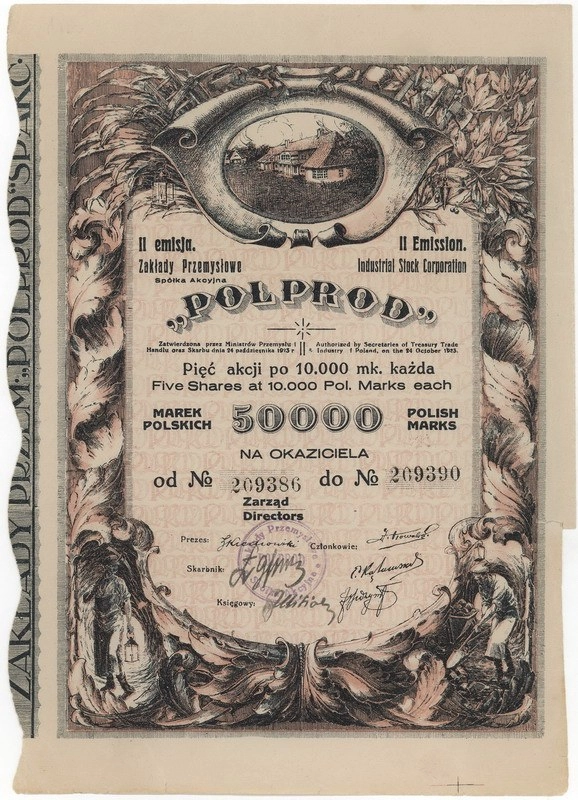 ZAKŁADY PRZEM. „POLPROD" SP. AKC.
II emisja.
II Emission.
Zakłady Przemysłowe
Industrial Stock Corporation
Spółka Akcyjna
„POLPROD"
Zatwierdzona przez Ministrów Przemysłu i
Handlu oraz Skarbu dnia 24 października 1923 r.
Authorized by Secretaries of Treasury Trade
Industry i Poland, on the 24 October 1923.
Pięć akcji po 10.000 mk. każda
Five Shares at 10.000 Pol. Marks each
MAREK
POLSKICH
50000
POLISH
MARKS
NA OKAZICIELA
od № 209386 do № 209390
Zarząd
Directors
Prezes:
Członkowie:
Skarbnik:
Księgowy: